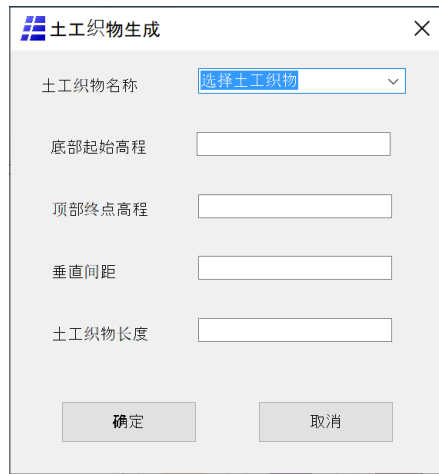 土工织物生成
土工织物名称 选择土工织物
底部起始高程
顶部终点高程
垂直间距
土工织物长度
确定 取消